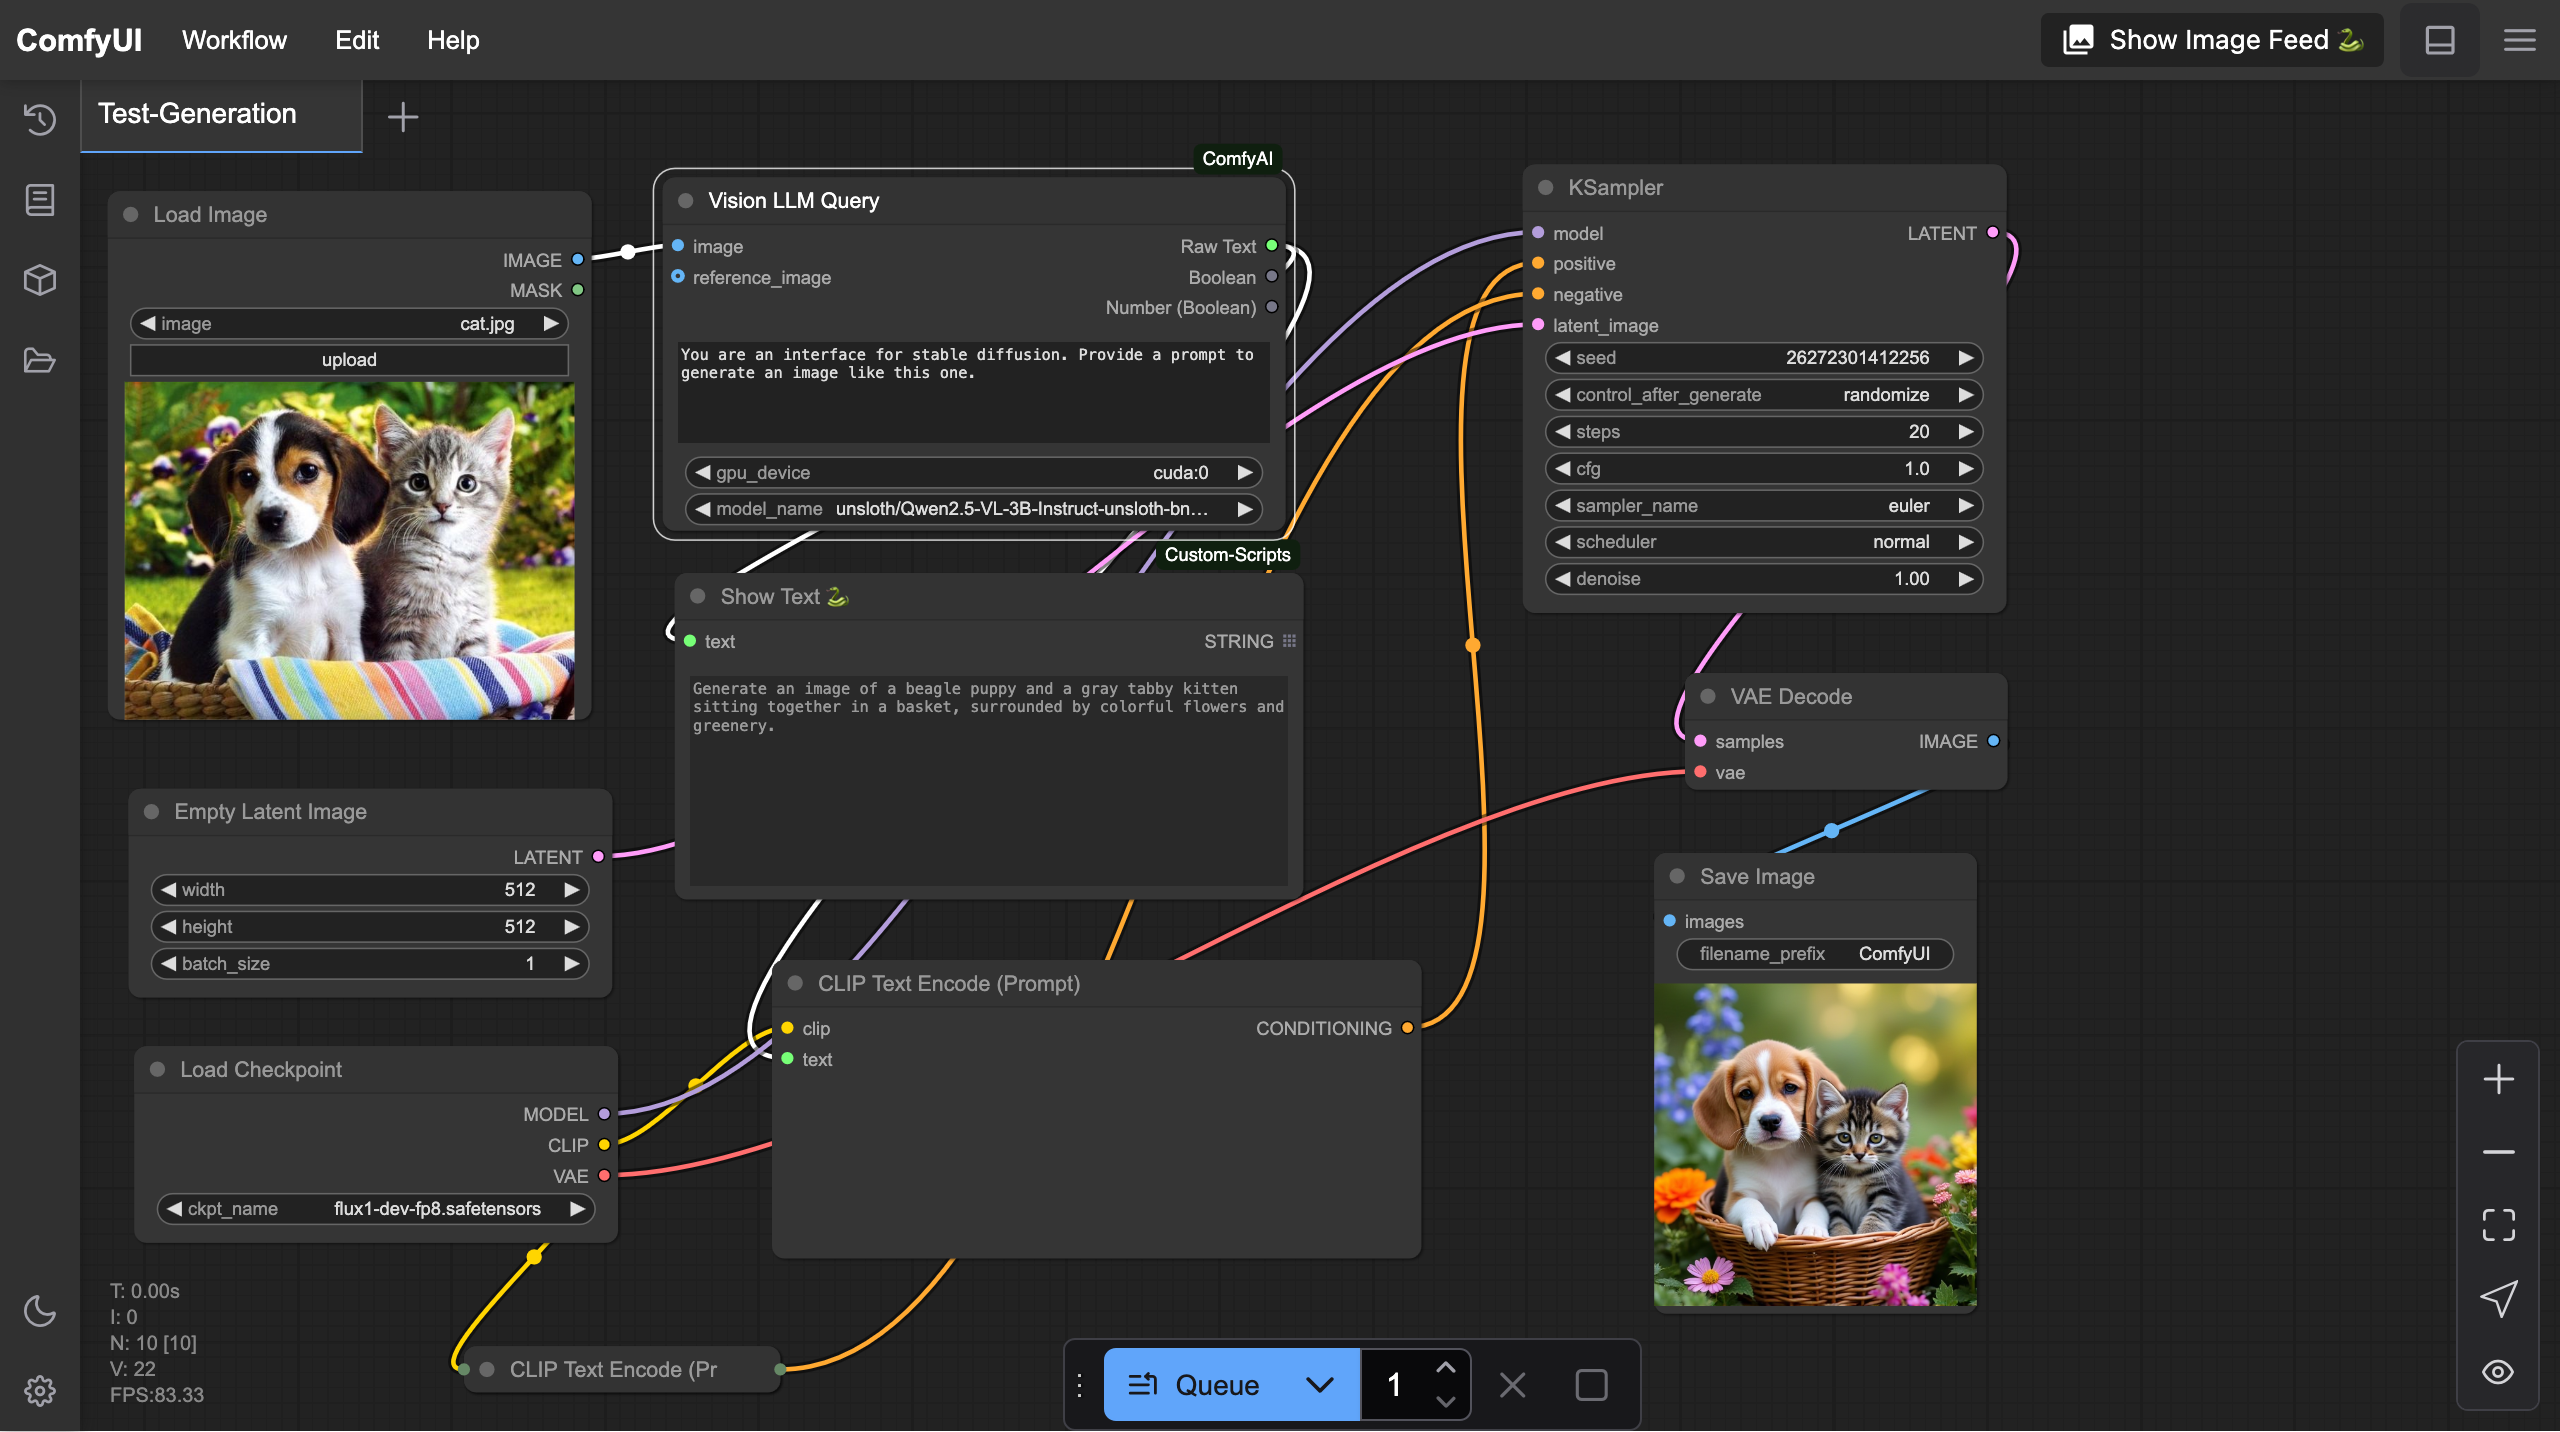 ComfyUI
Workflow
Edit
Help
Show Image Feed
Test-Generation
Load Image
IMAGE
MASK
image
cat.jpg
upload
ComfyAI
Vision LLM Query
image
Raw Text
reference_image
Boolean
Number (Boolean)
You are an interface for stable diffusion. Provide a prompt to
generate an image like this one.
gpu_device
cuda:0
model_name
unsloth/Qwen2.5-VL-3B-Instruct-unsloth-bn...
Custom-Scripts
Show Text
text
STRING
Generate an image of a beagle puppy and a gray tabby kitten
sitting together in a basket, surrounded by colorful flowers and
greenery.
KSampler
model
LATENT
positive
negative
latent_image
seed
26272301412256
control_after_generate
randomize
steps
20
cfg
1.0
sampler_name
euler
scheduler
normal
denoise
1.00
VAE Decode
samples
IMAGE
vae
Empty Latent Image
LATENT
width
512
height
512
batch_size
1
Save Image
images
filename_prefix
ComfyUI
CLIP Text Encode (Prompt)
clip
CONDITIONING
text
Load Checkpoint
MODEL
CLIP
VAE
ckpt_name
flux1-dev-fp8.safetensors
T: 0.00s
I: 0
N: 10 [10]
V: 22
FPS:83.33
CLIP Text Encode (Pr
Queue
1